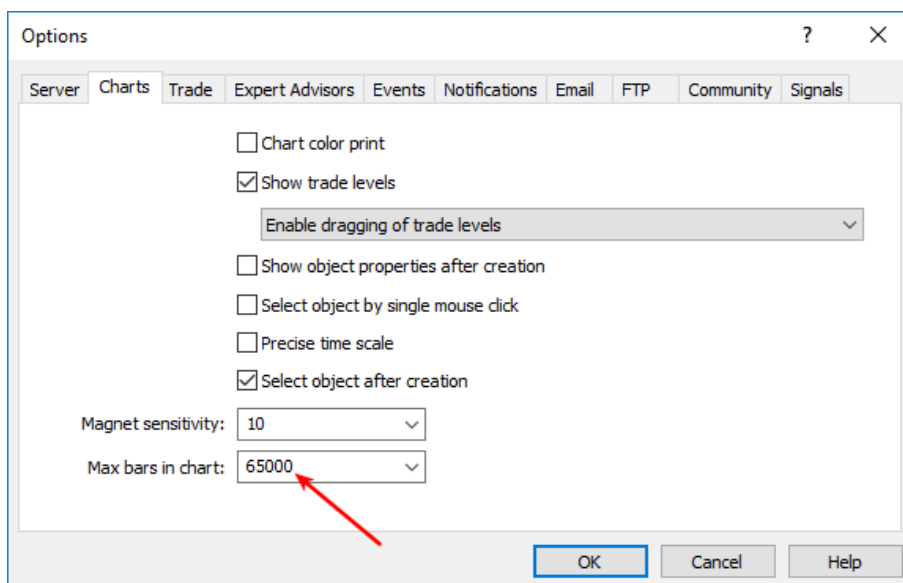 Options
Server Charts Trade Expert Advisors Events Notifications Email FTP Community Signals
Chart color print
Show trade levels
Enable dragging of trade levels
Show object properties after creation
Select object by single mouse click
Precise time scale
Select object after creation
Magnet sensitivity: 10
Max bars in chart: 65000
OK Cancel Help